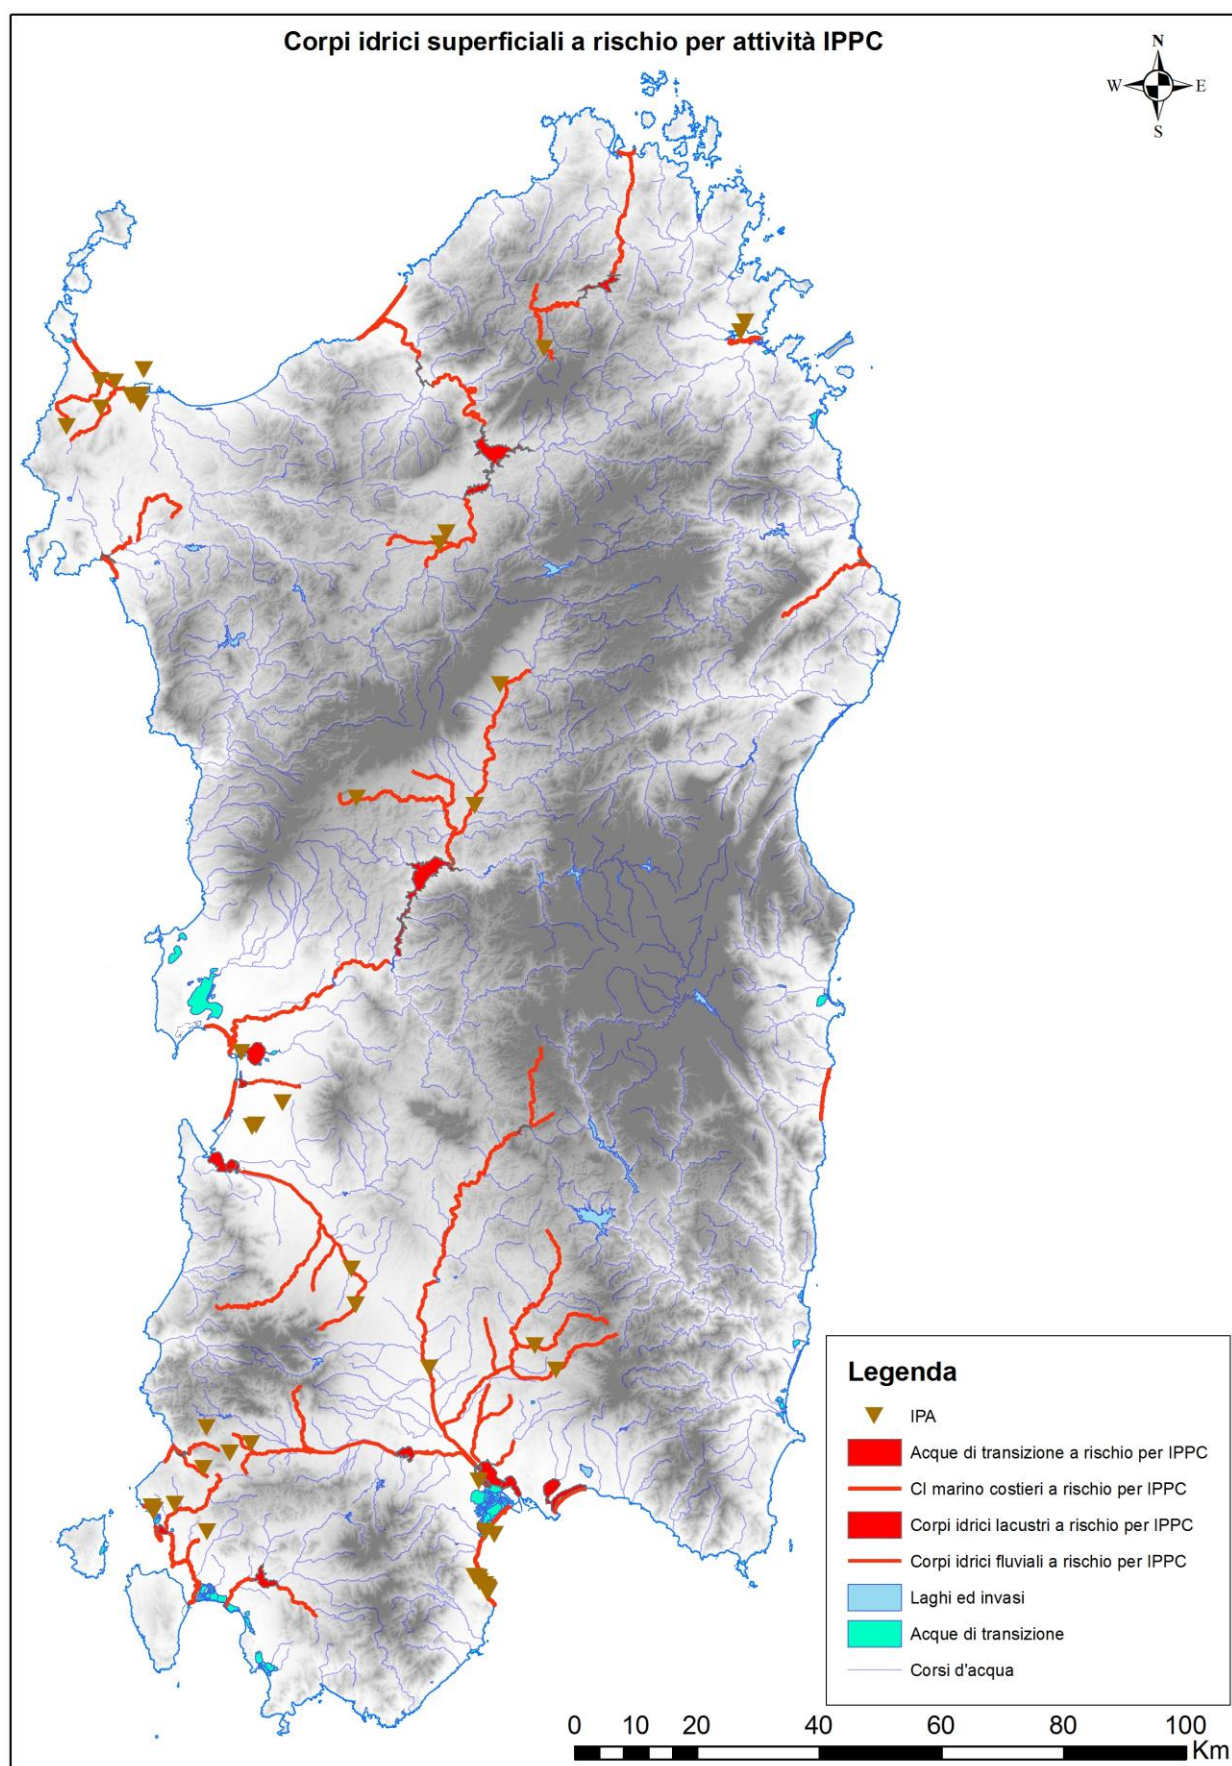 Corpi idrici superficiali a rischio per attività IPPC
N
W E
S
Legenda
IPA
Acque di transizione a rischio per IPPC
CI marino costieri a rischio per IPPC
Corpi idrici lacustri a rischio per IPPC
Corpi idrici fluviali a rischio per IPPC
Laghi ed invasi
Acque di transizione
Corsi d'acqua
0 10 20 40 60 80 100
Km